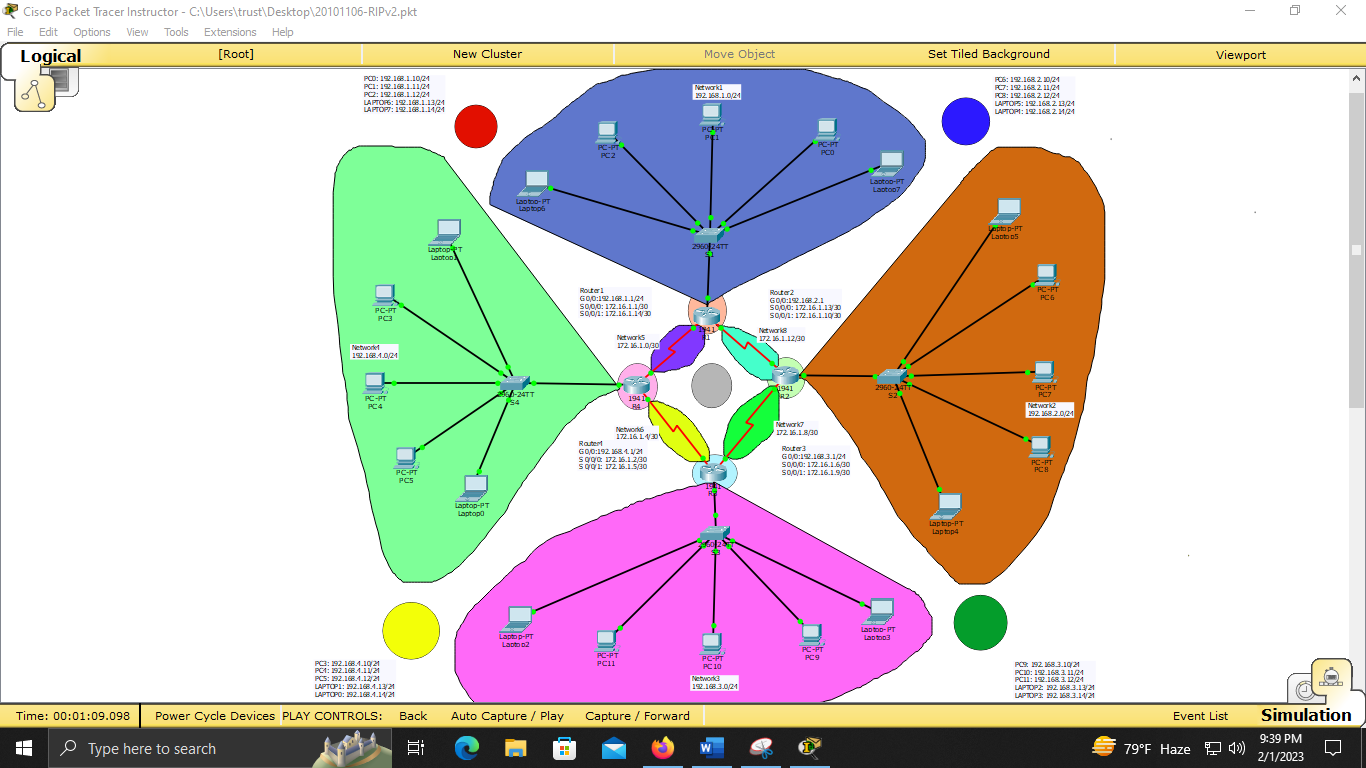 Cisco Packet Tracer Instructor - C:\Users\trust\Desktop\20101106-RIPv2.pkt
File Edit Options View Tools Extensions Help
Logical
[Root]
New Cluster
Move Object
Set Tiled Background
Viewport
PC0: 192.168.1.10/24
PC1: 192.168.1.11/24
PC2: 192.168.1.12/24
LAPTOP6: 192.168.1.13/24
LAPTOP7: 192.168.1.14/24
Network1
192.168.1.0/24
PC6: 192.168.2.10/24
PC7: 192.168.2.11/24
PC8: 192.168.2.12/24
LAPTOP5: 192.168.2.13/24
LAPTOP4: 192.168.2.14/24
PC-PT
PC2
PC-PT
PC1
PC-PT
PC0
Laptop-PT
Laptop6
Laptop-PT
Laptop7
2960-24TT
S1
Laptop-PT
Laptop1
PC-PT
PC3
Network4
192.168.4.0/24
PC-PT
PC4
PC-PT
PC5
Laptop-PT
Laptop0
2960-24TT
S4
Router1
G0/0:192.168.1.1/24
S0/0/0: 172.16.1.1/30
S0/0/1: 172.16.1.14/30
Router2
G0/0:192.168.2.1
S0/0/0: 172.16.1.13/30
S0/0/1: 172.16.1.10/30
1941
R1
Network5
172.16.1.0/30
Network8
172.16.1.12/30
1941
R4
1941
R2
Network6
172.16.1.4/30
Network7
172.16.1.8/30
Router4
G0/0:192.168.4.1/24
S0/0/0: 172.16.1.2/30
S0/0/1: 172.16.1.5/30
Router3
G0/0:192.168.3.1/24
S0/0/0: 172.16.1.6/30
S0/0/1: 172.16.1.9/30
1941
R3
Laptop-PT
Laptop5
PC-PT
PC6
2960-24TT
S2
PC-PT
PC7
Network2
192.168.2.0/24
PC-PT
PC8
Laptop-PT
Laptop4
2960-24TT
S3
Laptop-PT
Laptop2
PC-PT
PC11
PC-PT
PC10
PC-PT
PC9
Laptop-PT
Laptop3
Network3
192.168.3.0/24
PC3: 192.168.4.10/24
PC4: 192.168.4.11/24
PC5: 192.168.4.12/24
LAPTOP1: 192.168.4.13/24
LAPTOP0: 192.168.4.14/24
PC9: 192.168.3.10/24
PC10: 192.168.3.11/24
PC11: 192.168.3.12/24
LAPTOP2: 192.168.3.13/24
LAPTOP3: 192.168.3.14/24
Time: 00:01:09.098
Power Cycle Devices
PLAY CONTROLS:
Back
Auto Capture / Play
Capture / Forward
Event List
Simulation
Type here to search
79°F Haze
9:39 PM
2/1/2023